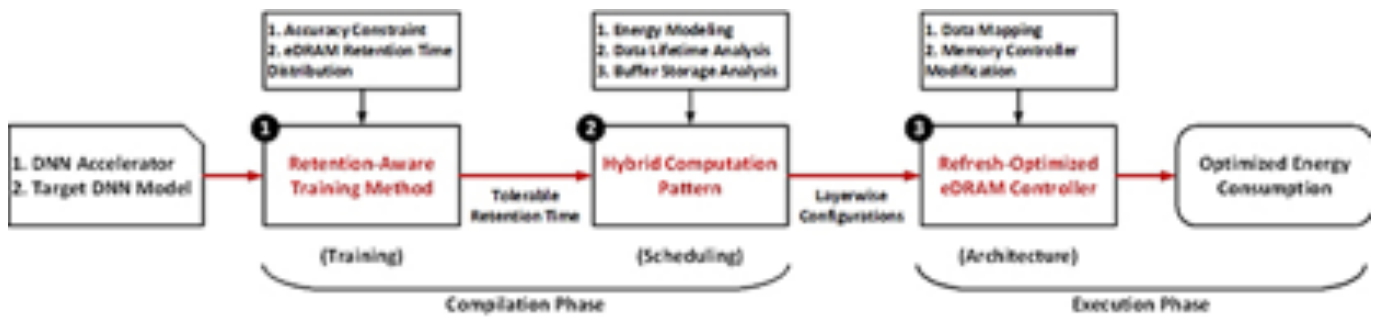 1. Accuracy Constraint
2. eDRAM Retention Time
Distribution
1. Energy Modeling
2. Data Lifetime Analysis
3. Buffer Storage Analysis
1. Data Mapping
2. Memory Controller
Modification
1. DNN Accelerator
2. Target DNN Model
1
Retention-Aware
Training Method
Tolerable
Retention Time
2
Hybrid Computation
Pattern
Layerwise
Configurations
3
Refresh-Optimized
eDRAM Controller
Optimized Energy
Consumption
(Training)
(Scheduling)
(Architecture)
Compilation Phase
Execution Phase